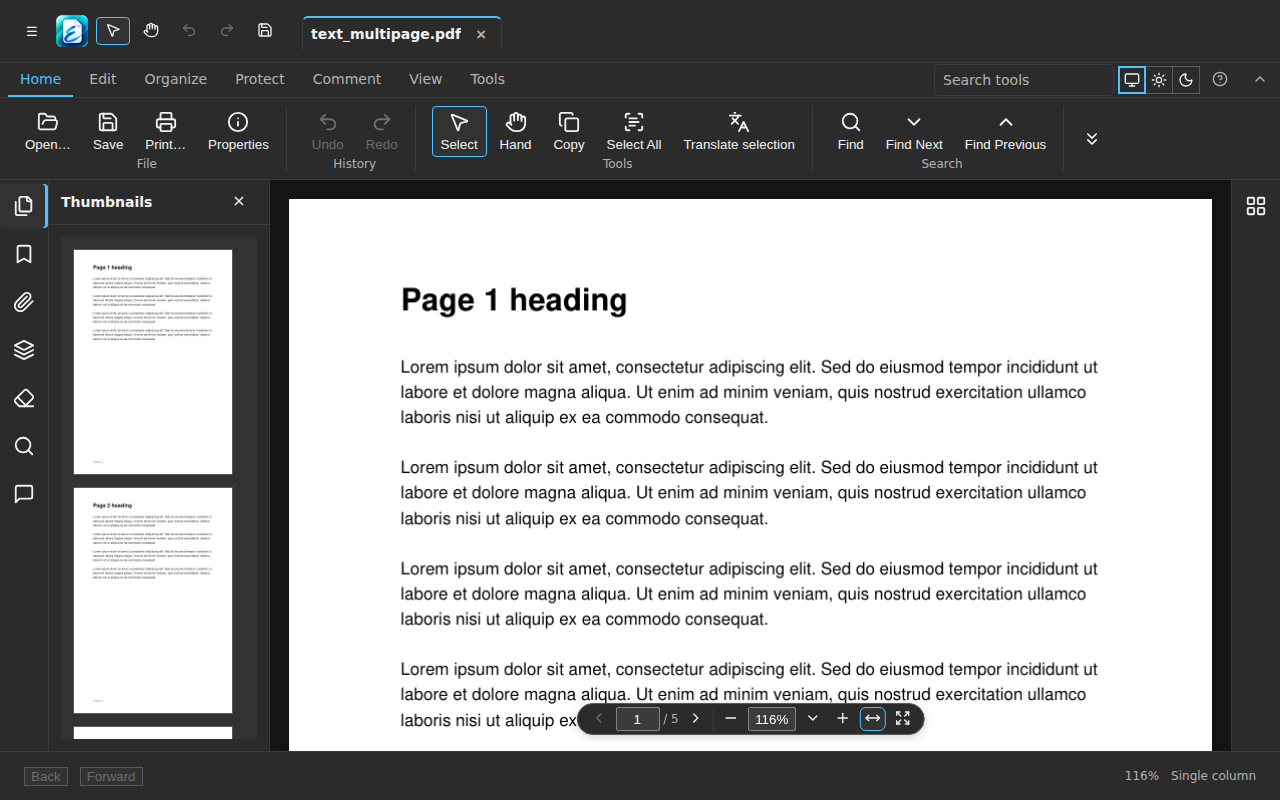 text_multipage.pdf
Home Edit Organize Protect Comment View Tools Search tools
Open... Save Print... Properties Undo Redo Select Hand Copy Select All Translate selection Find Find Next Find Previous
File History Tools Search
Thumbnails
Page 1 heading
Page 2 heading
Page 1 heading
Lorem ipsum dolor sit amet, consectetur adipiscing elit. Sed do eiusmod tempor incididunt ut
labore et dolore magna aliqua. Ut enim ad minim veniam, quis nostrud exercitation ullamco
laboris nisi ut aliquip ex ea commodo consequat.
Lorem ipsum dolor sit amet, consectetur adipiscing elit. Sed do eiusmod tempor incididunt ut
labore et dolore magna aliqua. Ut enim ad minim veniam, quis nostrud exercitation ullamco
laboris nisi ut aliquip ex ea commodo consequat.
Lorem ipsum dolor sit amet, consectetur adipiscing elit. Sed do eiusmod tempor incididunt ut
labore et dolore magna aliqua. Ut enim ad minim veniam, quis nostrud exercitation ullamco
laboris nisi ut aliquip ex ea commodo consequat.
Lorem ipsum dolor sit amet, consectetur adipiscing elit. Sed do eiusmod tempor incididunt ut
labore et dolore magna aliqua. Ut enim ad minim veniam, quis nostrud exercitation ullamco
laboris nisi ut aliquip ex
1 / 5 116%
Back Forward 116% Single column